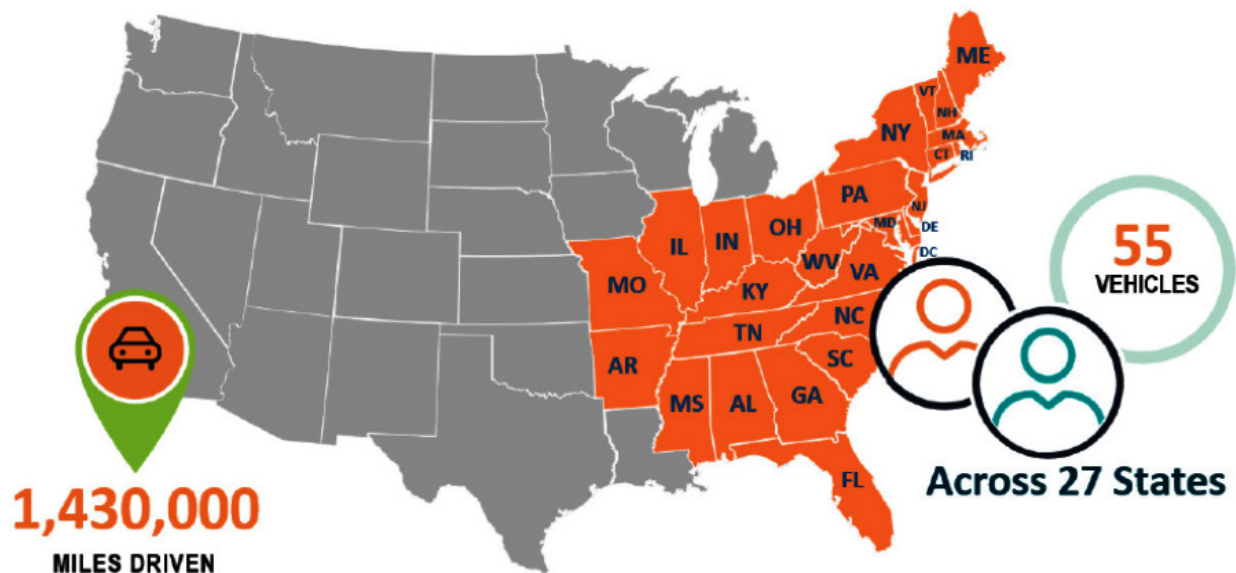 ME
VT
NH
NY
MA
CT
RI
PA
NJ
MD
DE
DC
OH
IN
IL
WV
VA
MO
KY
NC
TN
SC
AR
MS
AL
GA
FL
55
VEHICLES
Across 27 States
1,430,000
MILES DRIVEN